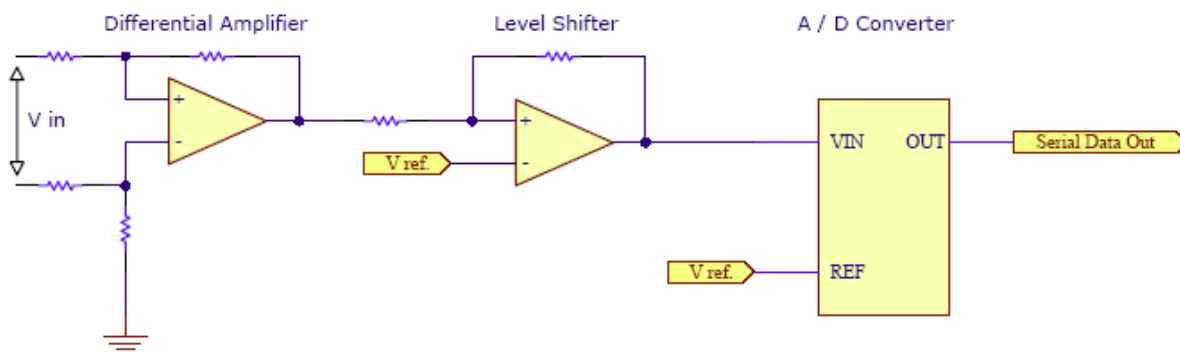 Differential Amplifier
Level Shifter
A / D Converter
+
-
V in
+
-
V ref.
VIN
OUT
Serial Data Out
V ref.
REF